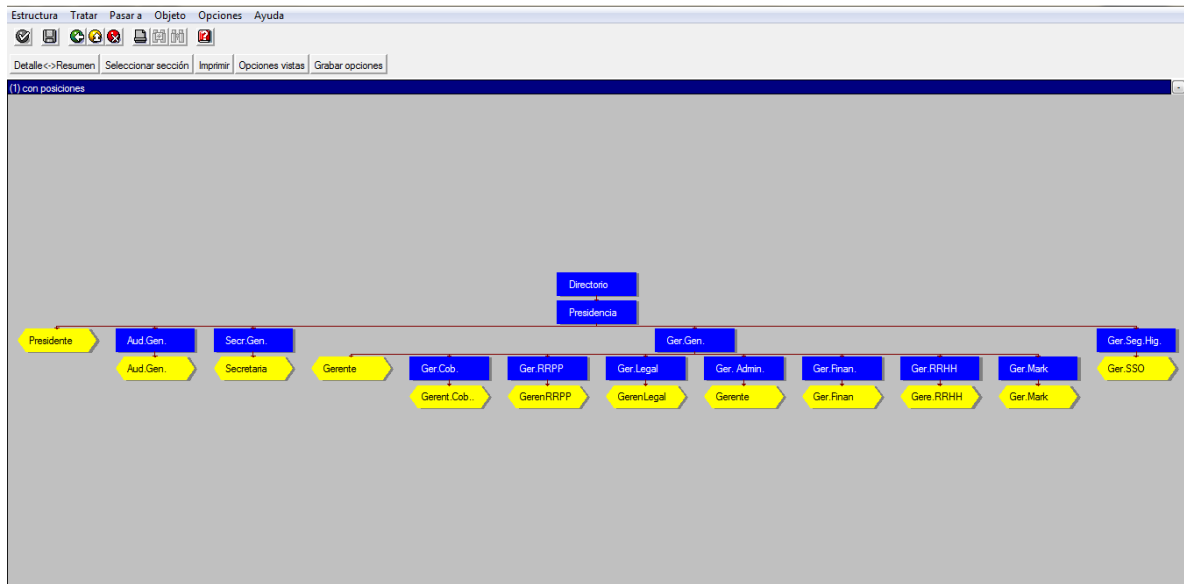 Estructura Tratar Pasar a Objeto Opciones Ayuda
Detalle<->Resumen Seleccionar sección Imprimir Opciones vistas Grabar opciones
(1) con posiciones
Directorio
Presidencia
Presidente Aud.Gen. Secr.Gen. Ger.Gen. Ger.Seg.Hig.
Aud.Gen. Secretaria Gerente Ger.Cob. Ger.RRPP Ger.Legal Ger. Admin. Ger.Finan. Ger.RRHH Ger.Mark Ger.SSO
Gerent.Cob.. GerenRRPP GerenLegal Gerente Ger.Finan Gere.RRHH Ger.Mark